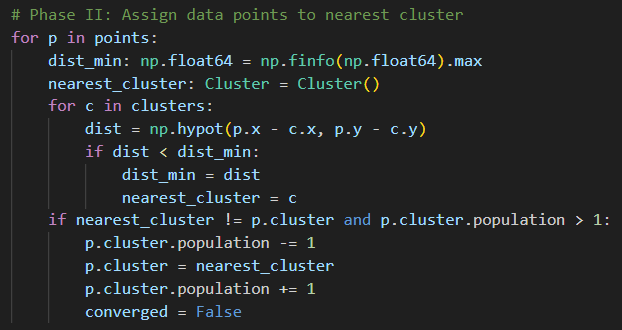 # Phase II: Assign data points to nearest cluster
for p in points:
    dist_min: np.float64 = np.finfo(np.float64).max
    nearest_cluster: Cluster = Cluster()
    for c in clusters:
        dist = np.hypot(p.x - c.x, p.y - c.y)
        if dist < dist_min:
            dist_min = dist
            nearest_cluster = c
    if nearest_cluster != p.cluster and p.cluster.population > 1:
        p.cluster.population -= 1
        p.cluster = nearest_cluster
        p.cluster.population += 1
        converged = False